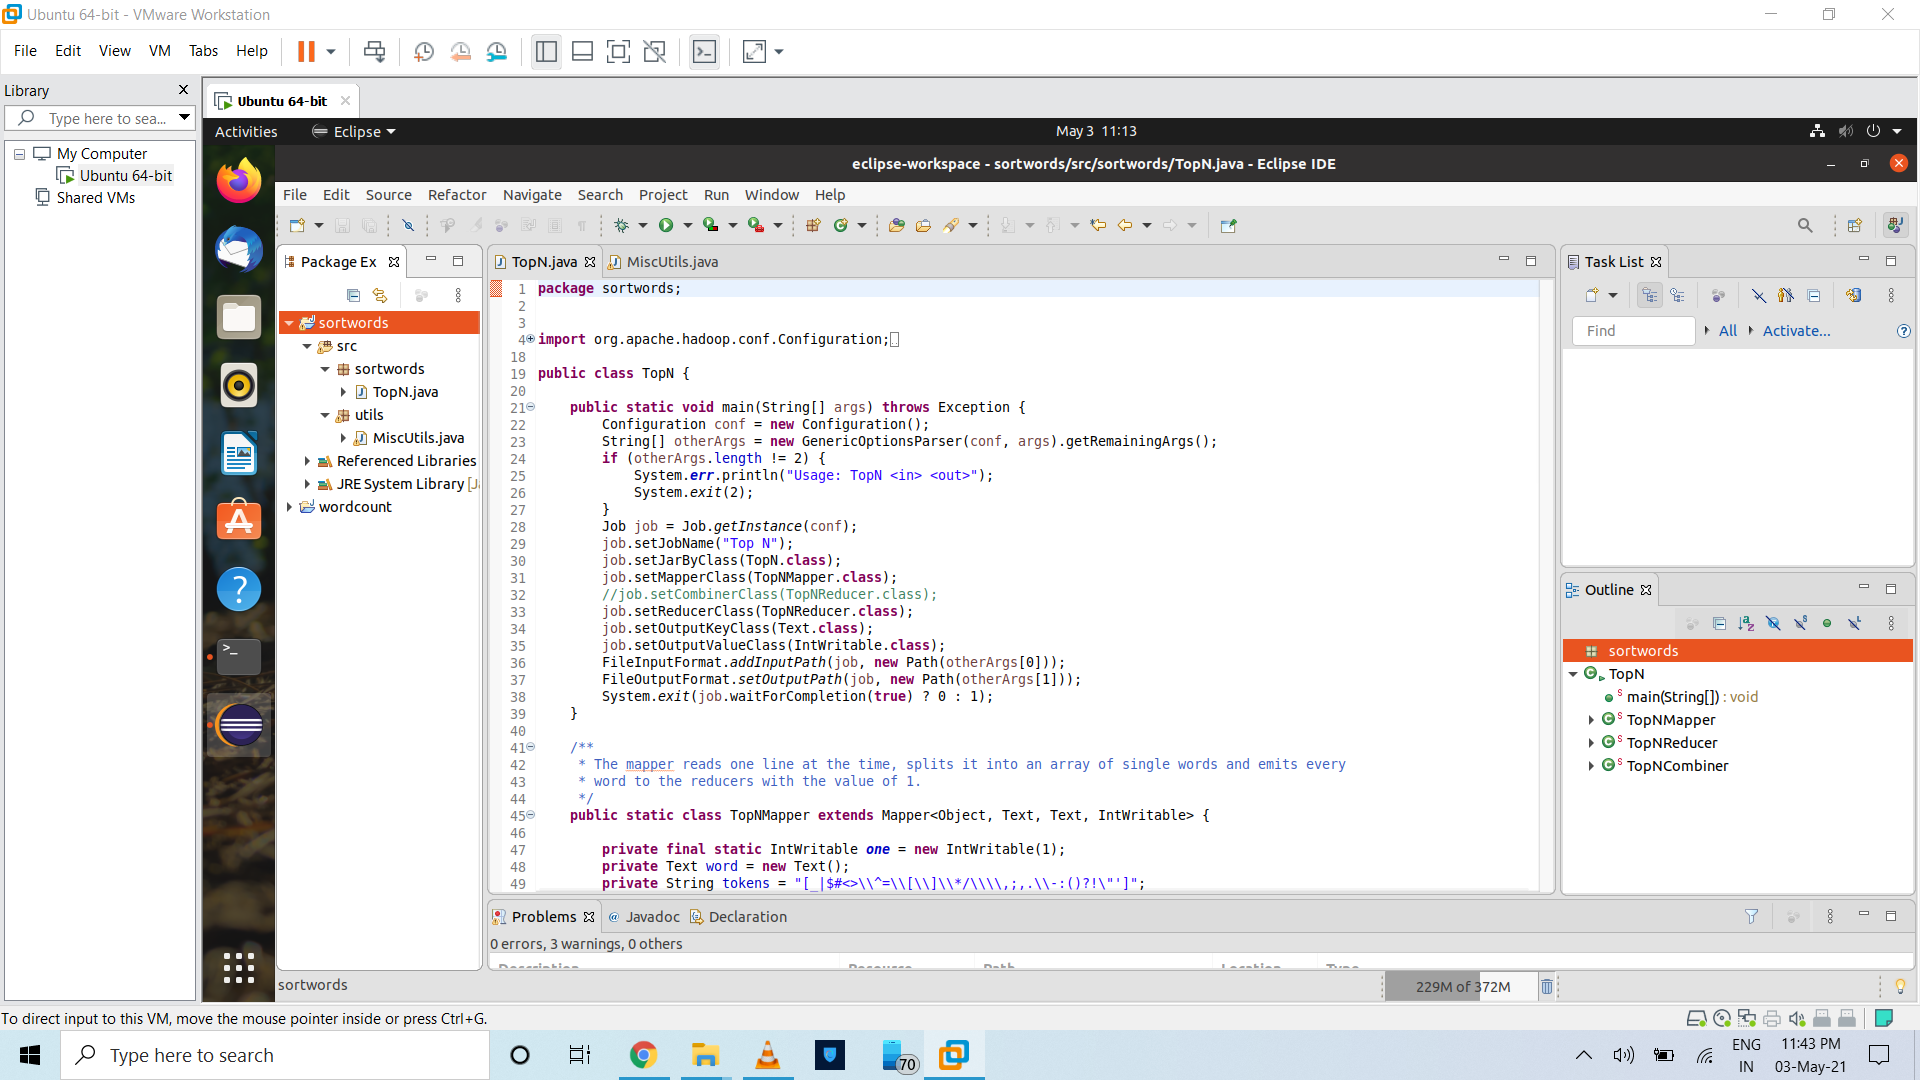 Ubuntu 64-bit - VMware Workstation
File Edit View VM Tabs Help
Library
Type here to sea...
My Computer
Ubuntu 64-bit
Shared VMs
Ubuntu 64-bit
Activities Eclipse May 3 11:13
eclipse-workspace - sortwords/src/sortwords/TopN.java - Eclipse IDE
File Edit Source Refactor Navigate Search Project Run Window Help
Package Ex
sortwords
src
sortwords
TopN.java
utils
MiscUtils.java
Referenced Libraries
JRE System Library [J
wordcount
TopN.java MiscUtils.java
1 package sortwords;
2
3
4 import org.apache.hadoop.conf.Configuration;
18
19 public class TopN {
20
21 public static void main(String[] args) throws Exception {
22 Configuration conf = new Configuration();
23 String[] otherArgs = new GenericOptionsParser(conf, args).getRemainingArgs();
24 if (otherArgs.length != 2) {
25 System.err.println("Usage: TopN <in> <out>");
26 System.exit(2);
27 }
28 Job job = Job.getInstance(conf);
29 job.setJobName("Top N");
30 job.setJarByClass(TopN.class);
31 job.setMapperClass(TopNMapper.class);
32 //job.setCombinerClass(TopNReducer.class);
33 job.setReducerClass(TopNReducer.class);
34 job.setOutputKeyClass(Text.class);
35 job.setOutputValueClass(IntWritable.class);
36 FileInputFormat.addInputPath(job, new Path(otherArgs[0]));
37 FileOutputFormat.setOutputPath(job, new Path(otherArgs[1]));
38 System.exit(job.waitForCompletion(true) ? 0 : 1);
39 }
40
41 /**
42 * The mapper reads one line at the time, splits it into an array of single words and emits every
43 * word to the reducers with the value of 1.
44 */
45 public static class TopNMapper extends Mapper<Object, Text, Text, IntWritable> {
46
47 private final static IntWritable one = new IntWritable(1);
48 private Text word = new Text();
49 private String tokens = "[_|$#<>\\^=\\[\\]\\*/\\\\,;,.\\-:()?!\"']";
Task List
Find All Activate...
Outline
sortwords
TopN
main(String[]) : void
TopNMapper
TopNReducer
TopNCombiner
Problems Javadoc Declaration
0 errors, 3 warnings, 0 others
Description Resource Path Location Type
sortwords
229M of 372M
To direct input to this VM, move the mouse pointer inside or press Ctrl+G.
Type here to search
70
ENG
IN
11:43 PM
03-May-21